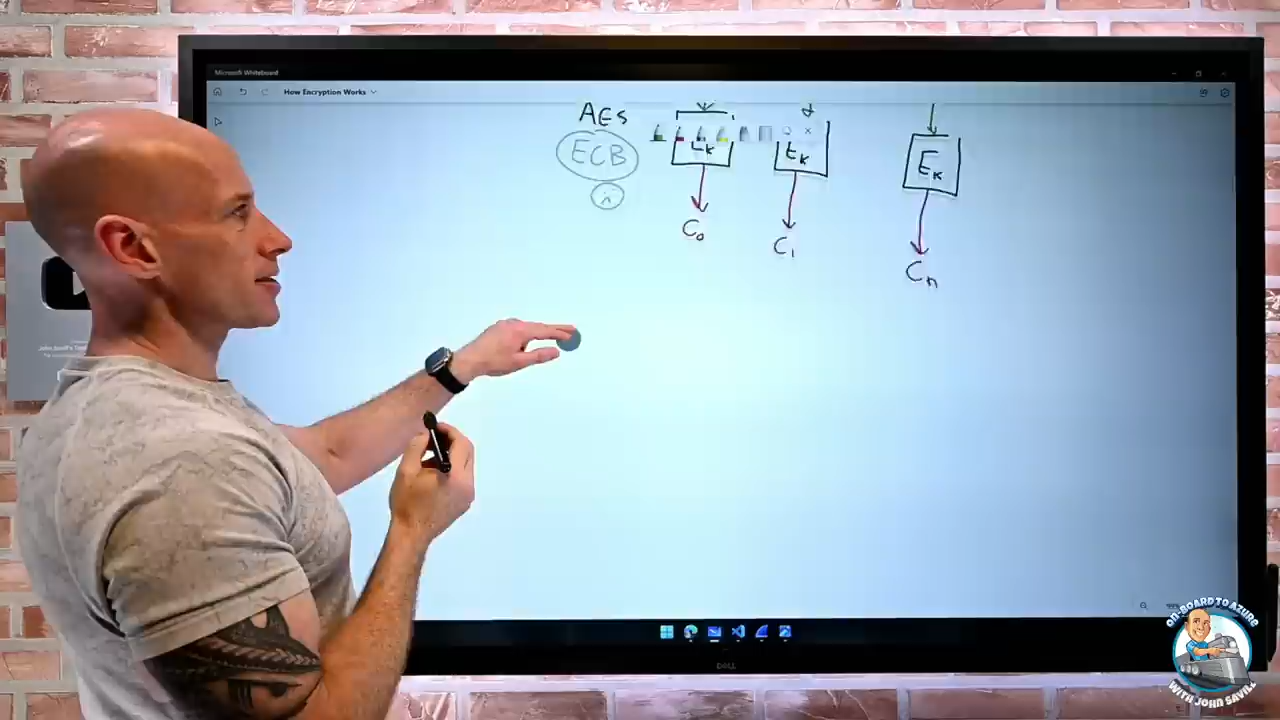 Microsoft Whiteboard
How Encryption Works
AES
ECB
Ek
Ek
C0
C1
Cn
DELL
ON-BOARD TO AZURE
WITH JOHN SAVILL